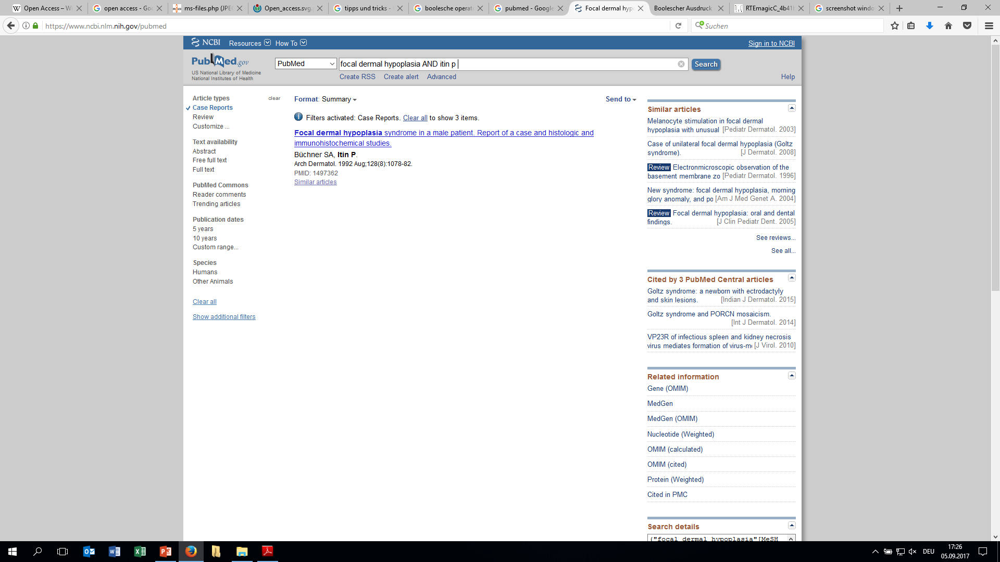 Open Access – Wi
open access - Goo
ms-files.php (JPEG
Open_access.svg.
tipps und tricks -
boolesche operat
pubmed - Google
Focal dermal hyp
Boolescher Ausdruck
RTEmagicC_4b41
screenshot windo
https://www.ncbi.nlm.nih.gov/pubmed
Suchen
NCBI Resources How To
Sign in to NCBI
PubMed.gov
US National Library of Medicine
National Institutes of Health
PubMed
focal dermal hypoplasia AND itin p
Search
Create RSS Create alert Advanced
Help
Article types clear
Case Reports
Review
Customize ...
Text availability
Abstract
Free full text
Full text
PubMed Commons
Reader comments
Trending articles
Publication dates
5 years
10 years
Custom range...
Species
Humans
Other Animals
Clear all
Show additional filters
Format: Summary
Send to
Filters activated: Case Reports. Clear all to show 3 items.
Focal dermal hypoplasia syndrome in a male patient. Report of a case and histologic and
immunohistochemical studies.
Büchner SA, Itin P.
Arch Dermatol. 1992 Aug;128(8):1078-82.
PMID: 1497362
Similar articles
Similar articles
Melanocyte stimulation in focal dermal
hypoplasia with unusual [Pediatr Dermatol. 2003]
Case of unilateral focal dermal hypoplasia (Goltz
syndrome). [J Dermatol. 2008]
Review Electronmicroscopic observation of the
basement membrane zo [Pediatr Dermatol. 1996]
New syndrome: focal dermal hypoplasia, morning
glory anomaly, and po [Am J Med Genet A. 2004]
Review Focal dermal hypoplasia: oral and dental
findings. [J Clin Pediatr Dent. 2005]
See reviews...
See all...
Cited by 3 PubMed Central articles
Goltz syndrome: a newborn with ectrodactyly
and skin lesions. [Indian J Dermatol. 2015]
Goltz syndrome and PORCN mosaicism.
[Int J Dermatol. 2014]
VP23R of infectious spleen and kidney necrosis
virus mediates formation of virus-m [J Virol. 2010]
Related information
Gene (OMIM)
MedGen
MedGen (OMIM)
Nucleotide (Weighted)
OMIM (calculated)
OMIM (cited)
Protein (Weighted)
Cited in PMC
Search details
("focal dermal hypoplasia"[MeSH
DEU
17:26
05.09.2017